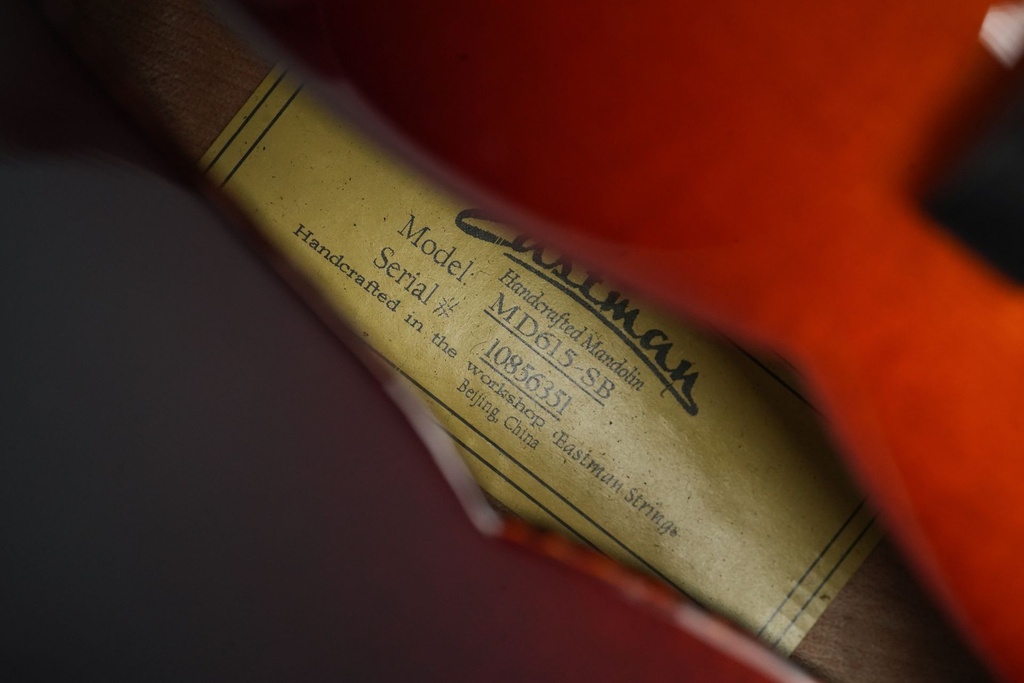 Eastman
Handcrafted Mandolin
Model: MD615-SB
Serial # 10856351
Handcrafted in the workshop Eastman Strings
Beijing, China